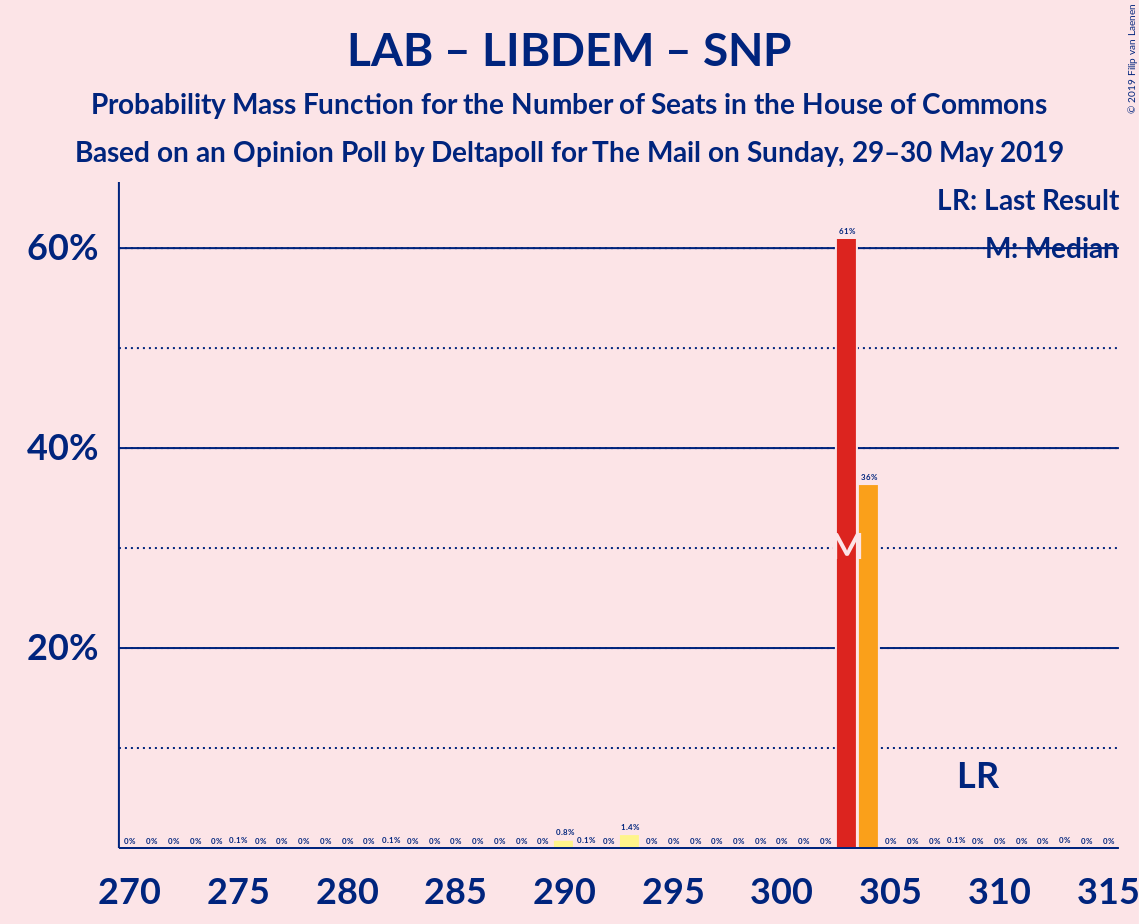 LAB – LIBDEM – SNP
Probability Mass Function for the Number of Seats in the House of Commons
Based on an Opinion Poll by Deltapoll for The Mail on Sunday, 29–30 May 2019
© 2019 Filip van Laenen
LR: Last Result
M: Median
60%
40%
20%
61%
36%
M
LR
0% 0% 0% 0% 0% 0.1% 0% 0% 0% 0% 0% 0% 0.1% 0% 0% 0% 0% 0% 0% 0% 0.8% 0.1% 0% 1.4% 0% 0% 0% 0% 0% 0% 0% 0% 0% 0% 0% 0% 0.1% 0% 0% 0% 0% 0% 0% 0%
270 275 280 285 290 295 300 305 310 315